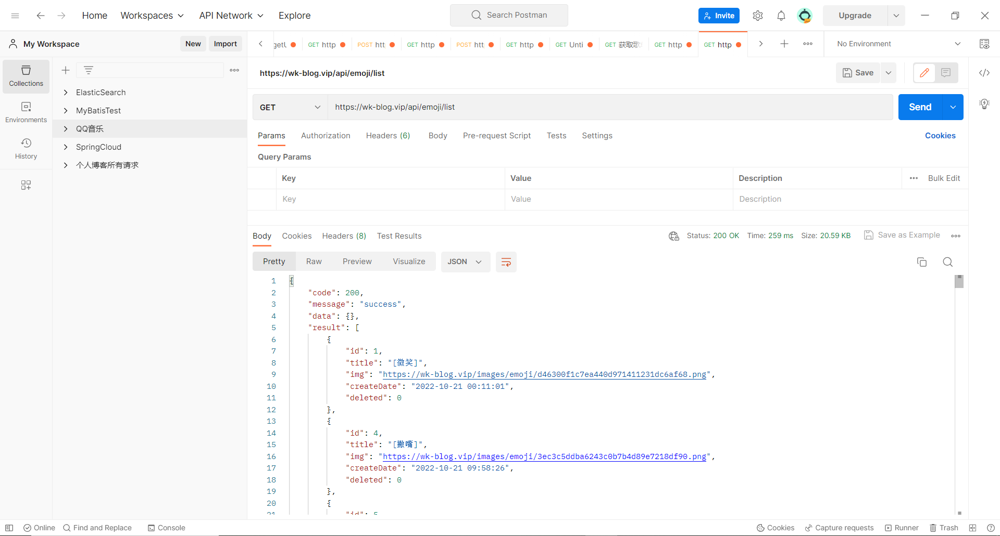 Home Workspaces API Network Explore Search Postman Invite Upgrade
My Workspace New Import
getU GET http POST htt GET http POST htt GET http GET Unti GET 获取歌 GET http GET http No Environment
Collections
Environments
History
ElasticSearch
MyBatisTest
QQ音乐
SpringCloud
个人博客所有请求
https://wk-blog.vip/api/emoji/list Save
GET https://wk-blog.vip/api/emoji/list Send
Params Authorization Headers (6) Body Pre-request Script Tests Settings Cookies
Query Params
Key Value Description Bulk Edit
Key Value Description
Body Cookies Headers (8) Test Results Status: 200 OK Time: 259 ms Size: 20.59 KB Save as Example
Pretty Raw Preview Visualize JSON
1 {
2 "code": 200,
3 "message": "success",
4 "data": {},
5 "result": [
6 {
7 "id": 1,
8 "title": "[微笑]",
9 "img": "https://wk-blog.vip/images/emoji/d46300f1c7ea440d971411231dc6af68.png",
10 "createDate": "2022-10-21 00:11:01",
11 "deleted": 0
12 },
13 {
14 "id": 4,
15 "title": "[撇嘴]",
16 "img": "https://wk-blog.vip/images/emoji/3ec3c5ddba6243c0b7b4d89e7218df90.png",
17 "createDate": "2022-10-21 09:58:26",
18 "deleted": 0
19 },
20 {
21 "id": 5
Online Find and Replace Console Cookies Capture requests Runner Trash